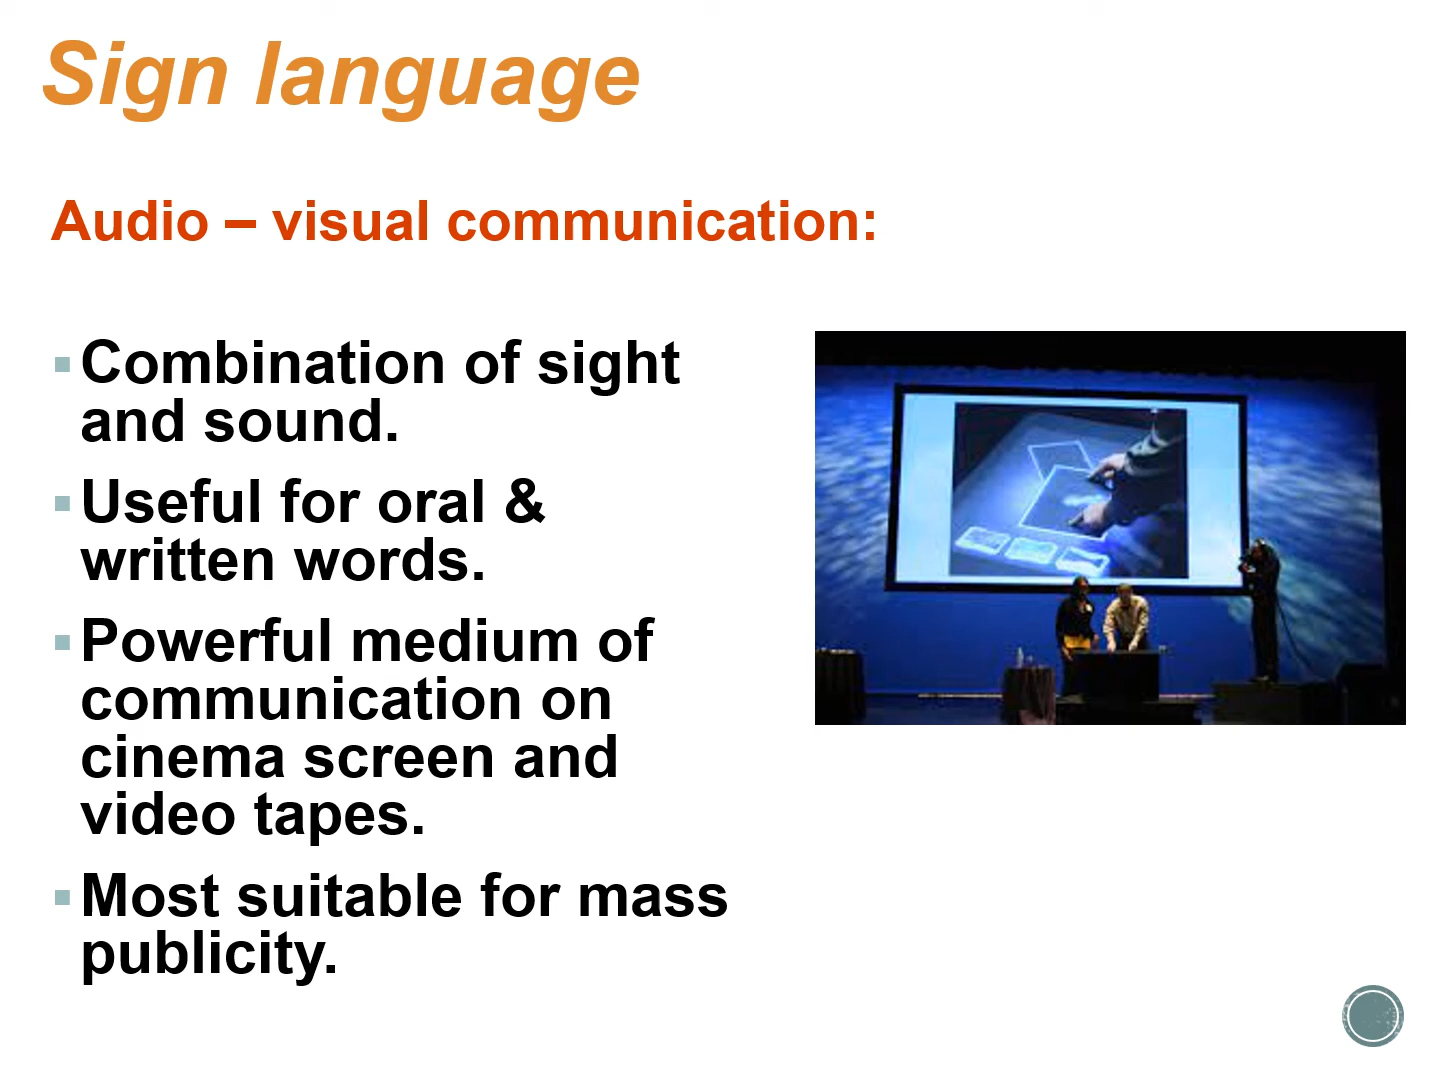 Sign language
Audio – visual communication:
▪Combination of sight
and sound.
▪Useful for oral &
written words.
▪Powerful medium of
communication on
cinema screen and
video tapes.
▪Most suitable for mass
publicity.